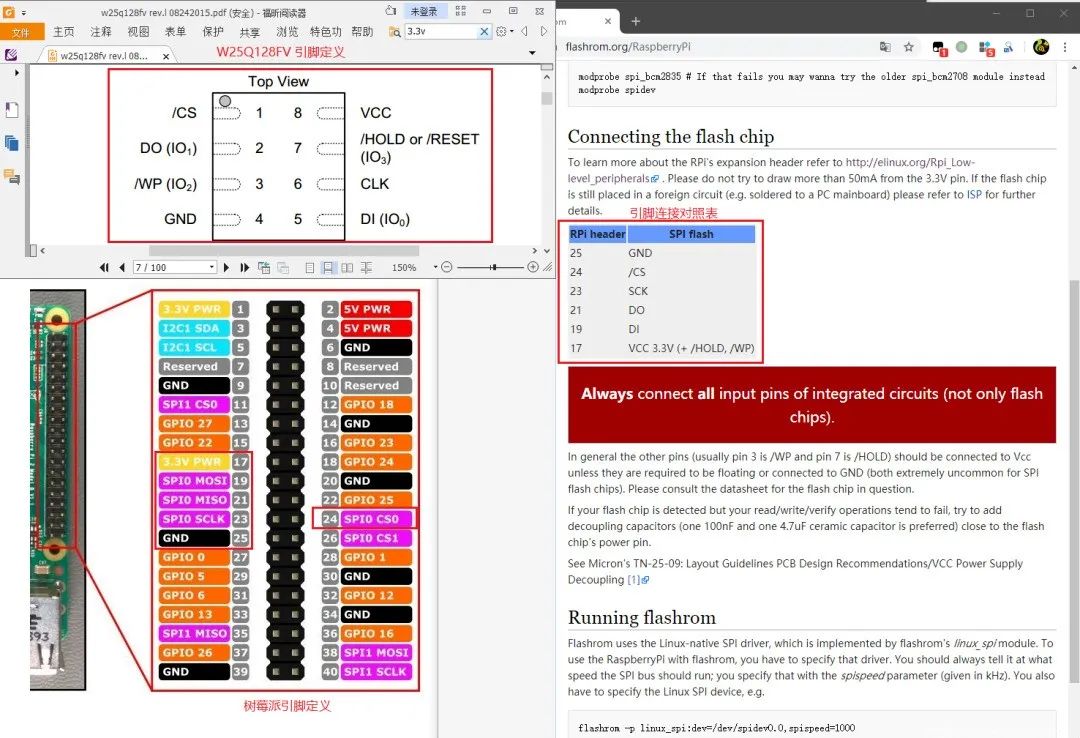 w25q128fv rev.l 08242015.pdf (安全) - 福昕阅读器
未登录
文件 主页 注释 视图 表单 保护 共享 浏览 特色功 帮助 3.3v
w25q128fv rev.l 08...
W25Q128FV 引脚定义
Top View
/CS 1 8 VCC
DO (IO1) 2 7 /HOLD or /RESET
(IO3)
/WP (IO2) 3 6 CLK
GND 4 5 DI (IO0)
7 / 100 150%
3.3V PWR 1 2 5V PWR
I2C1 SDA 3 4 5V PWR
I2C1 SCL 5 6 GND
Reserved 7 8 Reserved
GND 9 10 Reserved
SPI1 CS0 11 12 GPIO 18
GPIO 27 13 14 GND
GPIO 22 15 16 GPIO 23
3.3V PWR 17 18 GPIO 24
SPI0 MOSI 19 20 GND
SPI0 MISO 21 22 GPIO 25
SPI0 SCLK 23 24 SPI0 CS0
GND 25 26 SPI0 CS1
GPIO 0 27 28 GPIO 1
GPIO 5 29 30 GND
GPIO 6 31 32 GPIO 12
GPIO 13 33 34 GND
SPI1 MISO 35 36 GPIO 16
GPIO 26 37 38 SPI1 MOSI
GND 39 40 SPI1 SCLK
393
树莓派引脚定义
flashrom.org/RaspberryPi
1
5
modprobe spi_bcm2835 # If that fails you may wanna try the older spi_bcm2708 module instead
modprobe spidev
Connecting the flash chip
To learn more about the RPi's expansion header refer to http://elinux.org/Rpi_Low-
level_peripherals . Please do not try to draw more than 50mA from the 3.3V pin. If the flash chip
is still placed in a foreign circuit (e.g. soldered to a PC mainboard) please refer to ISP for further
details.
引脚连接对照表
RPi header SPI flash
25 GND
24 /CS
23 SCK
21 DO
19 DI
17 VCC 3.3V (+ /HOLD, /WP)
Always connect all input pins of integrated circuits (not only flash
chips).
In general the other pins (usually pin 3 is /WP and pin 7 is /HOLD) should be connected to Vcc
unless they are required to be floating or connected to GND (both extremely uncommon for SPI
flash chips). Please consult the datasheet for the flash chip in question.
If your flash chip is detected but your read/write/verify operations tend to fail, try to add
decoupling capacitors (one 100nF and one 4.7uF ceramic capacitor is preferred) close to the flash
chip's power pin.
See Micron's TN-25-09: Layout Guidelines PCB Design Recommendations/VCC Power Supply
Decoupling [1]
Running flashrom
Flashrom uses the Linux-native SPI driver, which is implemented by flashrom's linux_spi module. To
use the RaspberryPi with flashrom, you have to specify that driver. You should always tell it at what
speed the SPI bus should run; you specify that with the spispeed parameter (given in kHz). You also
have to specify the Linux SPI device, e.g.
flashrom -p linux_spi:dev=/dev/spidev0.0,spispeed=1000